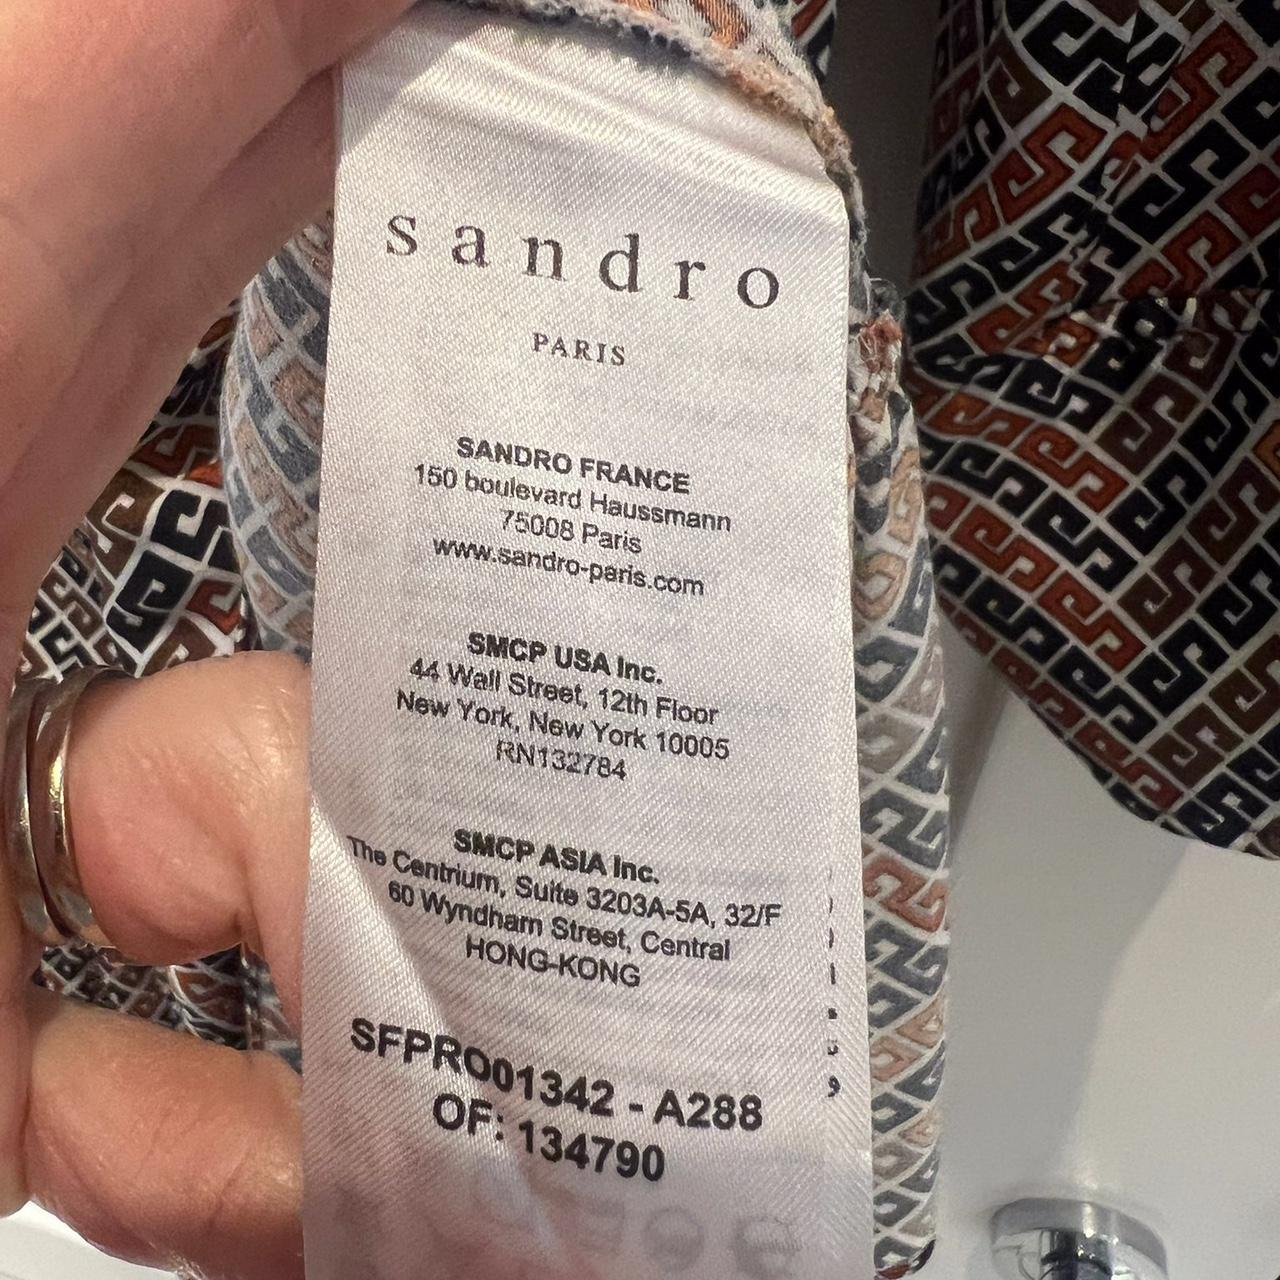 sandro
PARIS
SANDRO FRANCE
150 boulevard Haussmann
75008 Paris
www.sandro-paris.com
SMCP USA Inc.
44 Wall Street, 12th Floor
New York, New York 10005
RN132784
SMCP ASIA Inc.
The Centrium, Suite 3203A-5A, 32/F
60 Wyndham Street, Central
HONG-KONG
SFPRO01342 - A288
OF: 134790